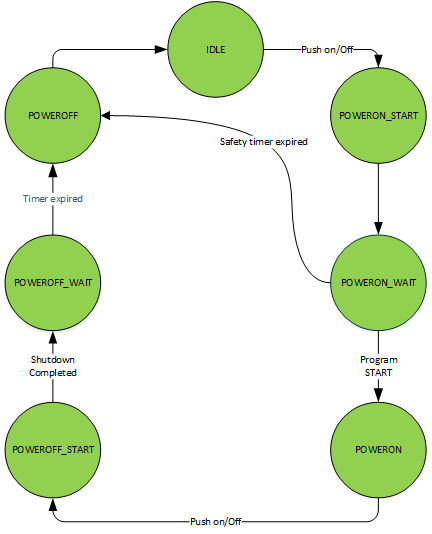 IDLE
Push on/Off
POWEROFF
POWERON_START
Safety timer expired
Timer expired
POWEROFF_WAIT
POWERON_WAIT
Shutdown
Completed
Program
START
POWEROFF_START
POWERON
Push on/Off